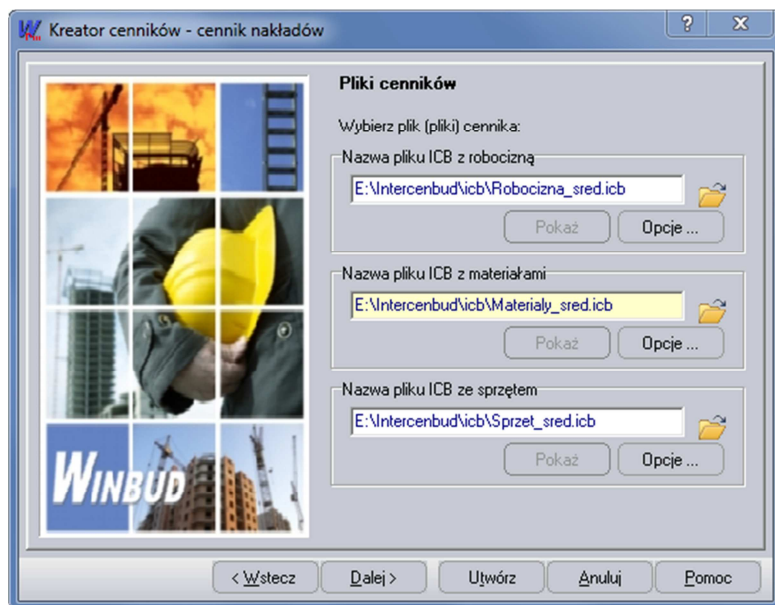 Kreator cenników - cennik nakładów
Pliki cenników
Wybierz plik (pliki) cennika:
Nazwa pliku ICB z robocizną
E:\Intercenbud\icb\Robocizna_sred.icb
Pokaż Opcje ...
Nazwa pliku ICB z materiałami
E:\Intercenbud\icb\Materialy_sred.icb
Pokaż Opcje ...
Nazwa pliku ICB ze sprzętem
E:\Intercenbud\icb\Sprzet_sred.icb
Pokaż Opcje ...
WINBUD
< Wstecz Dalej > Utwórz Anuluj Pomoc